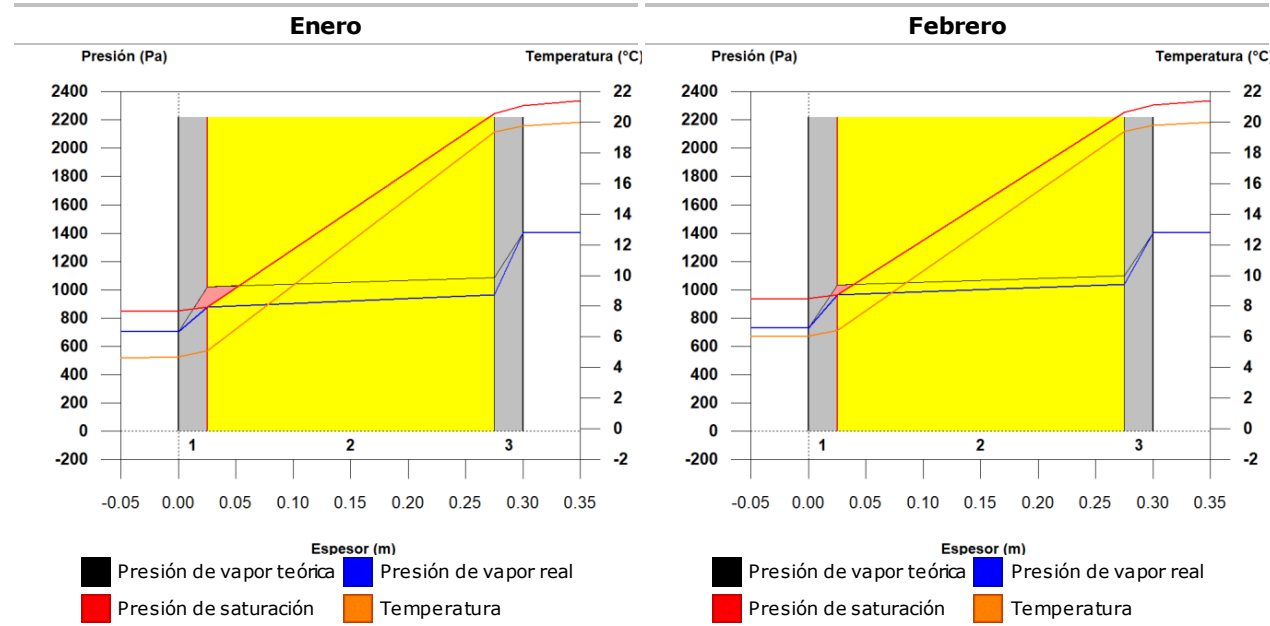 Enero
Presión (Pa) Temperatura (°C)
2400 22
2200 20
2000 18
1800 16
1600 14
1400 12
1200 10
1000 8
800 6
600 4
400 2
200 0
0
-200 -2
1 2 3
-0.05 0.00 0.05 0.10 0.15 0.20 0.25 0.30 0.35
Espesor (m)
Presión de vapor teórica Presión de vapor real
Presión de saturación Temperatura
Febrero
Presión (Pa) Temperatura (°C
2400 22
2200 20
2000 18
1800 16
1600 14
1400 12
1200 10
1000 8
800 6
600 4
400 2
200 0
0
-200 -2
1 2 3
-0.05 0.00 0.05 0.10 0.15 0.20 0.25 0.30 0.35
Espesor (m)
Presión de vapor teórica Presión de vapor real
Presión de saturación Temperatura